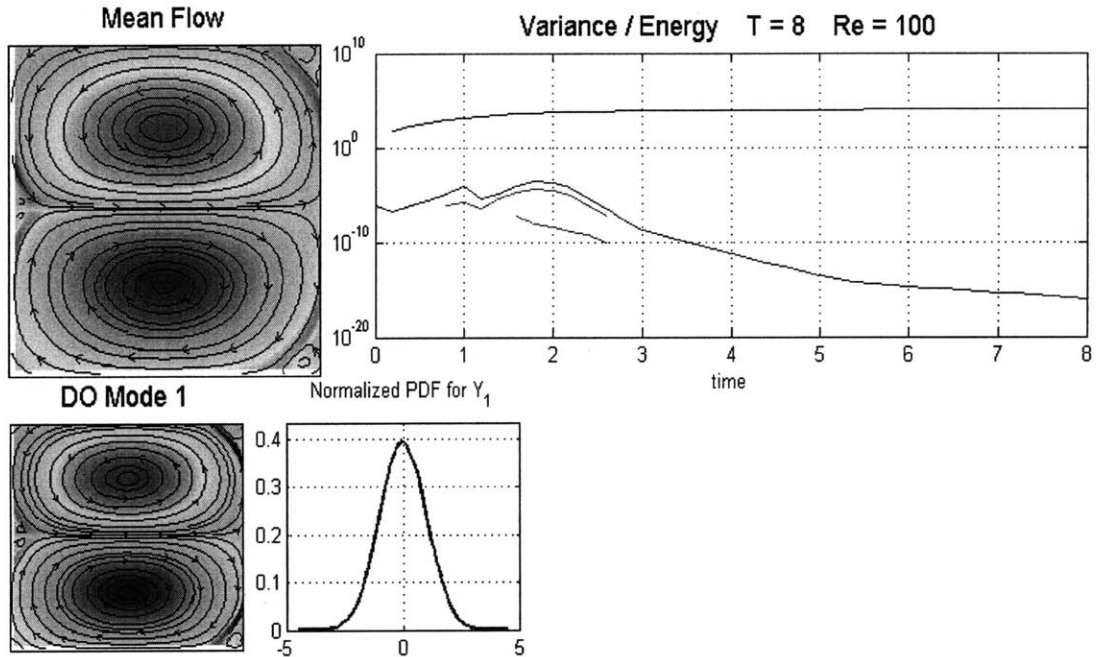 Mean Flow
Variance / Energy T = 8 Re = 100
10^10
10^0
10^-10
10^-20
0 1 2 3 4 5 6 7 8
time
DO Mode 1
Normalized PDF for Y_1
0.4
0.3
0.2
0.1
0
-5 0 5